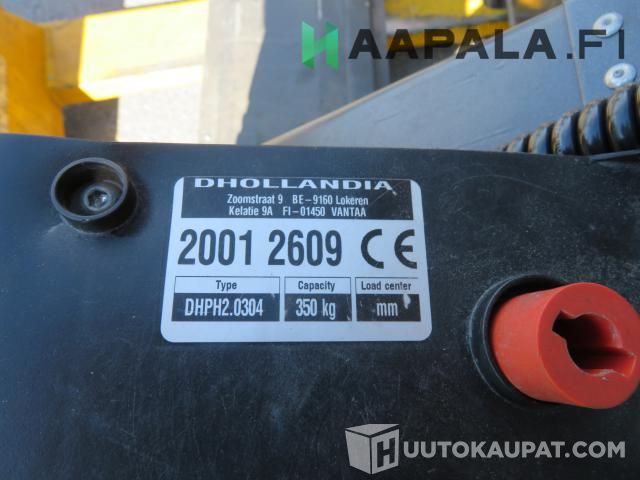 HAAPALA.FI
DHOLLANDIA
Zoomstraat 9 BE-9160 Lokeren
Kelatie 9A FI-01450 VANTAA
2001 2609 CE
Type Capacity Load center
DHPH2.0304 350 kg mm
HUUTOKAUPAT.COM